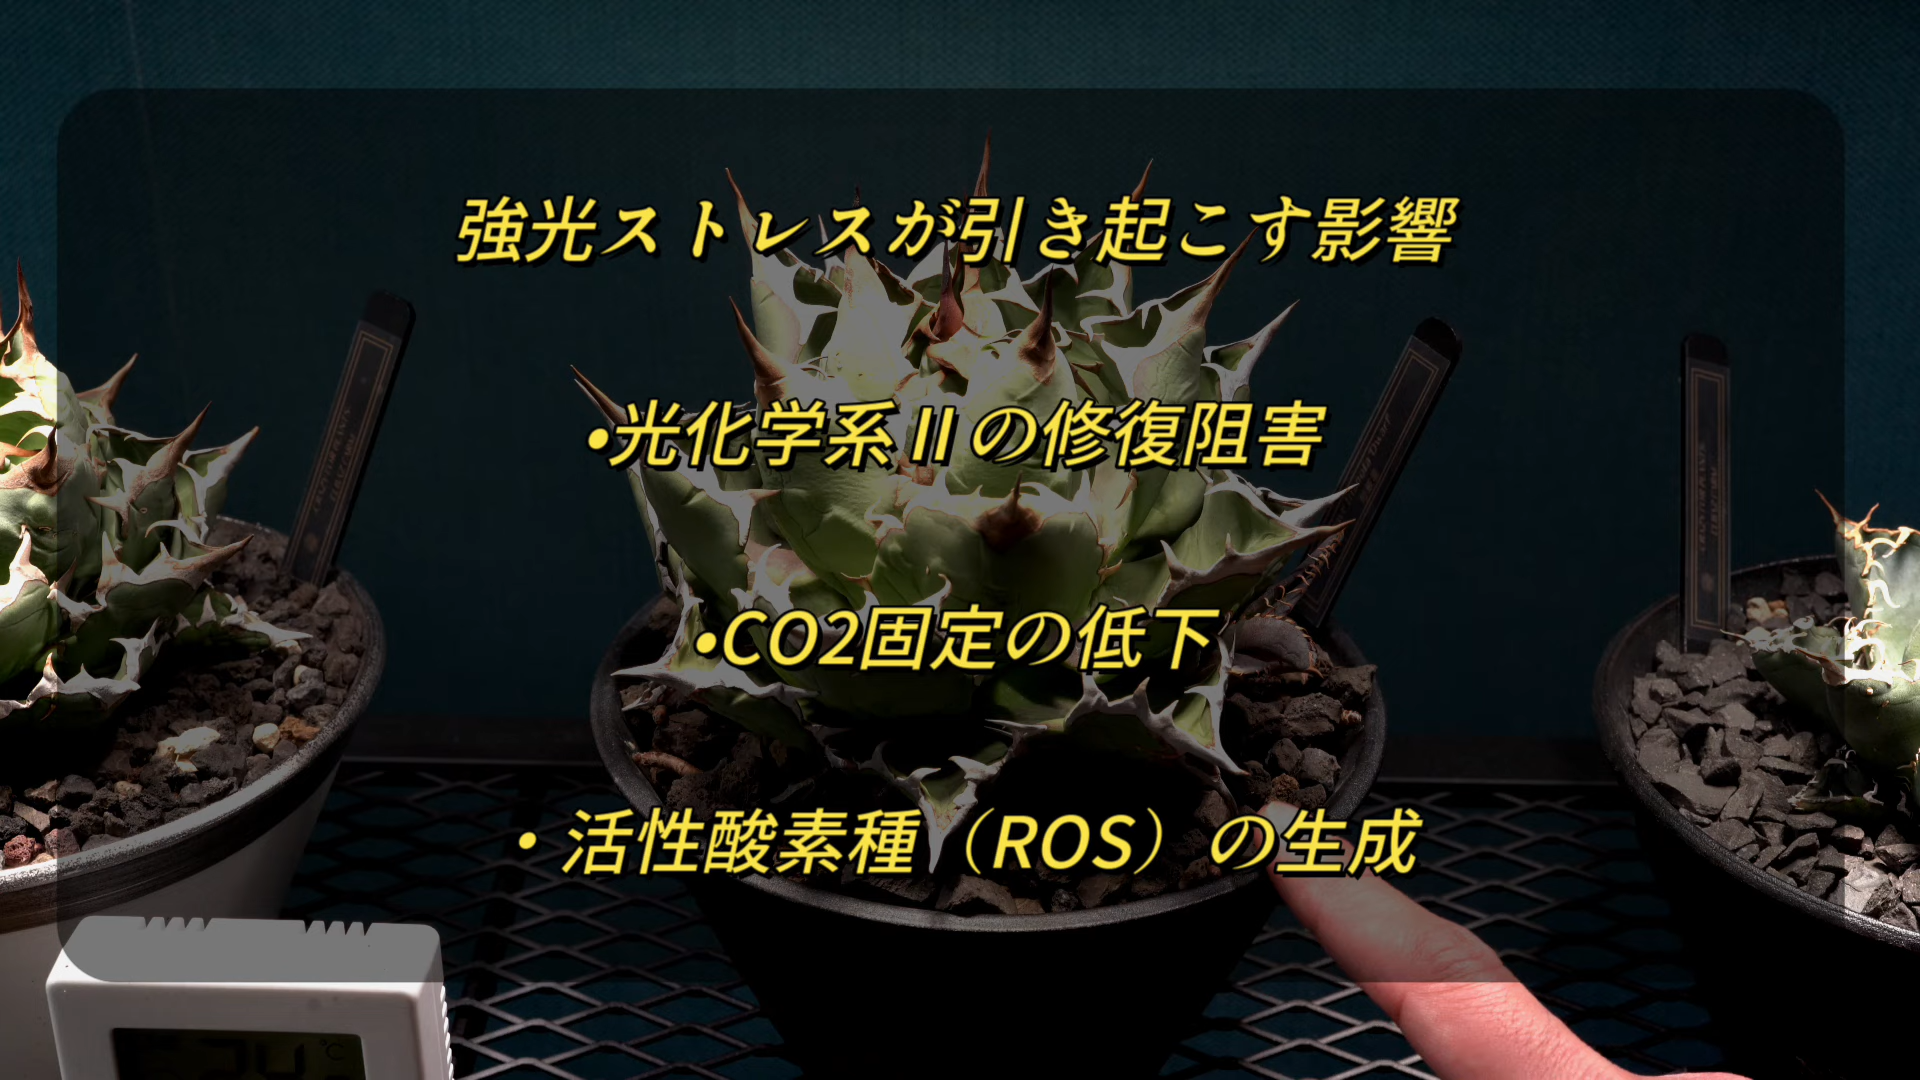 強光ストレスが引き起こす影響
•光化学系Ⅱの修復阻害
•CO2固定の低下
・活性酸素種（ROS）の生成
℃